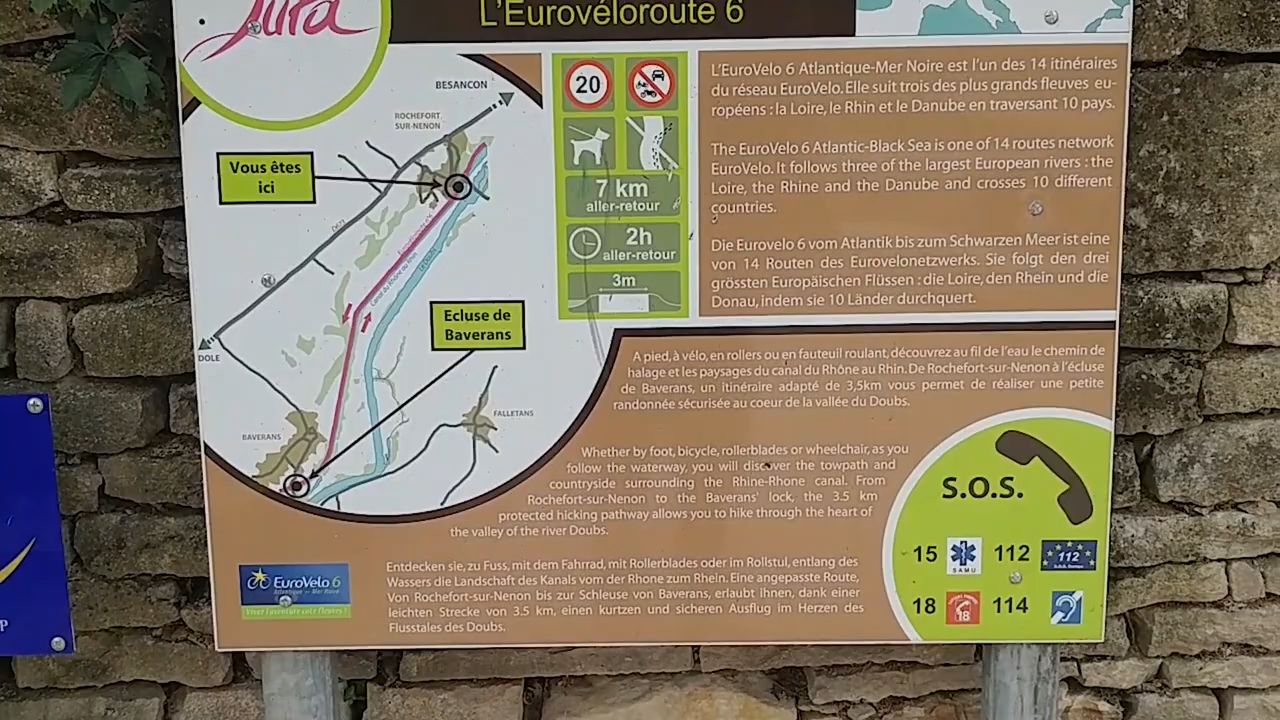 Jura
L'Eurovéloroute 6
BESANCON
ROCHEFORT
SUR-NENON
Vous êtes
ici
DOLE
Ecluse de
Baverans
BAVERANS
FALLETANS
Canal du Rhône au Rhin
Le Doubs
20
7 km
aller-retour
2h
aller-retour
3m
L'EuroVelo 6 Atlantique-Mer Noire est l'un des 14 itinéraires
du réseau EuroVelo. Elle suit trois des plus grands fleuves eu-
ropéens : la Loire, le Rhin et le Danube en traversant 10 pays.
The EuroVelo 6 Atlantic-Black Sea is one of 14 routes network
EuroVelo. It follows three of the largest European rivers : the
Loire, the Rhine and the Danube and crosses 10 different
countries.
Die Eurovelo 6 vom Atlantik bis zum Schwarzen Meer ist eine
von 14 Routen des Eurovelonetzwerks. Sie folgt den drei
grössten Europäischen Flüssen : die Loire, den Rhein und die
Donau, indem sie 10 Länder durchquert.
A pied, à vélo, en rollers ou en fauteuil roulant, découvrez au fil de l'eau le chemin de
halage et les paysages du canal du Rhône au Rhin. De Rochefort-sur-Nenon à l'écluse
de Baverans, un itinéraire adapté de 3,5km vous permet de réaliser une petite
randonnée sécurisée au coeur de la vallée du Doubs.
Whether by foot, bicycle, rollerblades or wheelchair, as you
follow the waterway, you will discover the towpath and
countryside surrounding the Rhine-Rhone canal. From
Rochefort-sur-Nenon to the Baverans' lock, the 3.5 km
protected hicking pathway allows you to hike through the heart of
the valley of the river Doubs.
Entdecken sie, zu Fuss, mit dem Fahrrad, mit Rollerblades oder im Rollstul, entlang des
Wassers die Landschaft des Kanals vom der Rhone zum Rhein. Eine angepasste Route,
Von Rochefort-sur-Nenon bis zur Schleuse von Baverans, erlaubt ihnen, dank einer
leichten Strecke von 3.5 km, einen kurtzen und sicheren Ausflug im Herzen des
Flusstales des Doubs.
EuroVelo 6
Atlantique - Mer Noire
Vivez l'aventure côté fleuves !
S.O.S.
15 SAMU 112 112
18 18 114
P